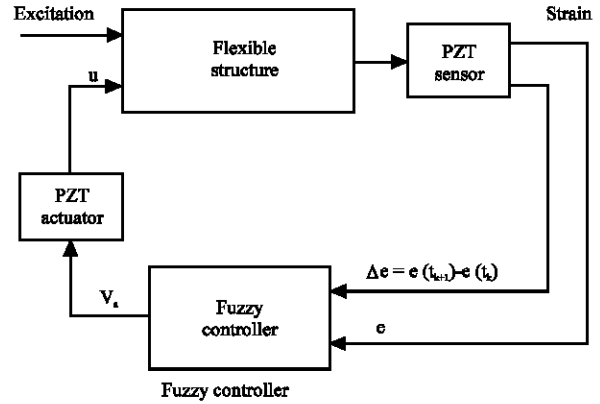 Excitation
Strain
Flexible
structure
PZT
sensor
u
PZT
actuator
Δe = e (tₖ₊₁)-e (tₖ)
Vₐ
Fuzzy
controller
e
Fuzzy controller